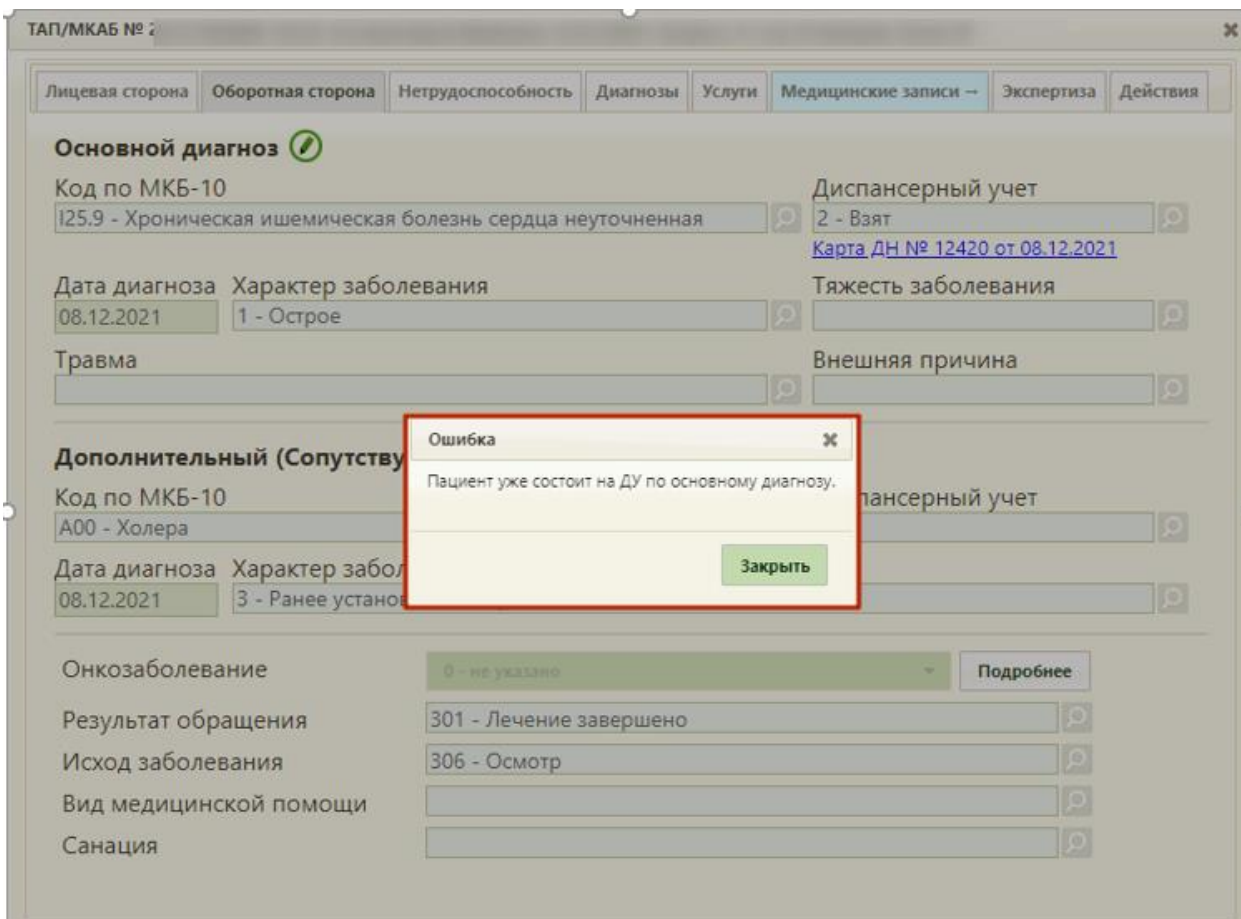 ТАП/МКАБ № 2
Лицевая сторона Оборотная сторона Нетрудоспособность Диагнозы Услуги Медицинские записи – Экспертиза Действия
Основной диагноз
Код по МКБ-10 Диспансерный учет
I25.9 - Хроническая ишемическая болезнь сердца неуточненная 2 - Взят
Карта ДН № 12420 от 08.12.2021
Дата диагноза Характер заболевания Тяжесть заболевания
08.12.2021 1 - Острое
Травма Внешняя причина
Ошибка
Пациент уже состоит на ДУ по основному диагнозу.
Закрыть
Дополнительный (Сопутству
Код по МКБ-10 пансерный учет
A00 - Холера
Дата диагноза Характер забол
08.12.2021 3 - Ранее установ
Онкозаболевание 0 - не указано Подробнее
Результат обращения 301 - Лечение завершено
Исход заболевания 306 - Осмотр
Вид медицинской помощи
Санация